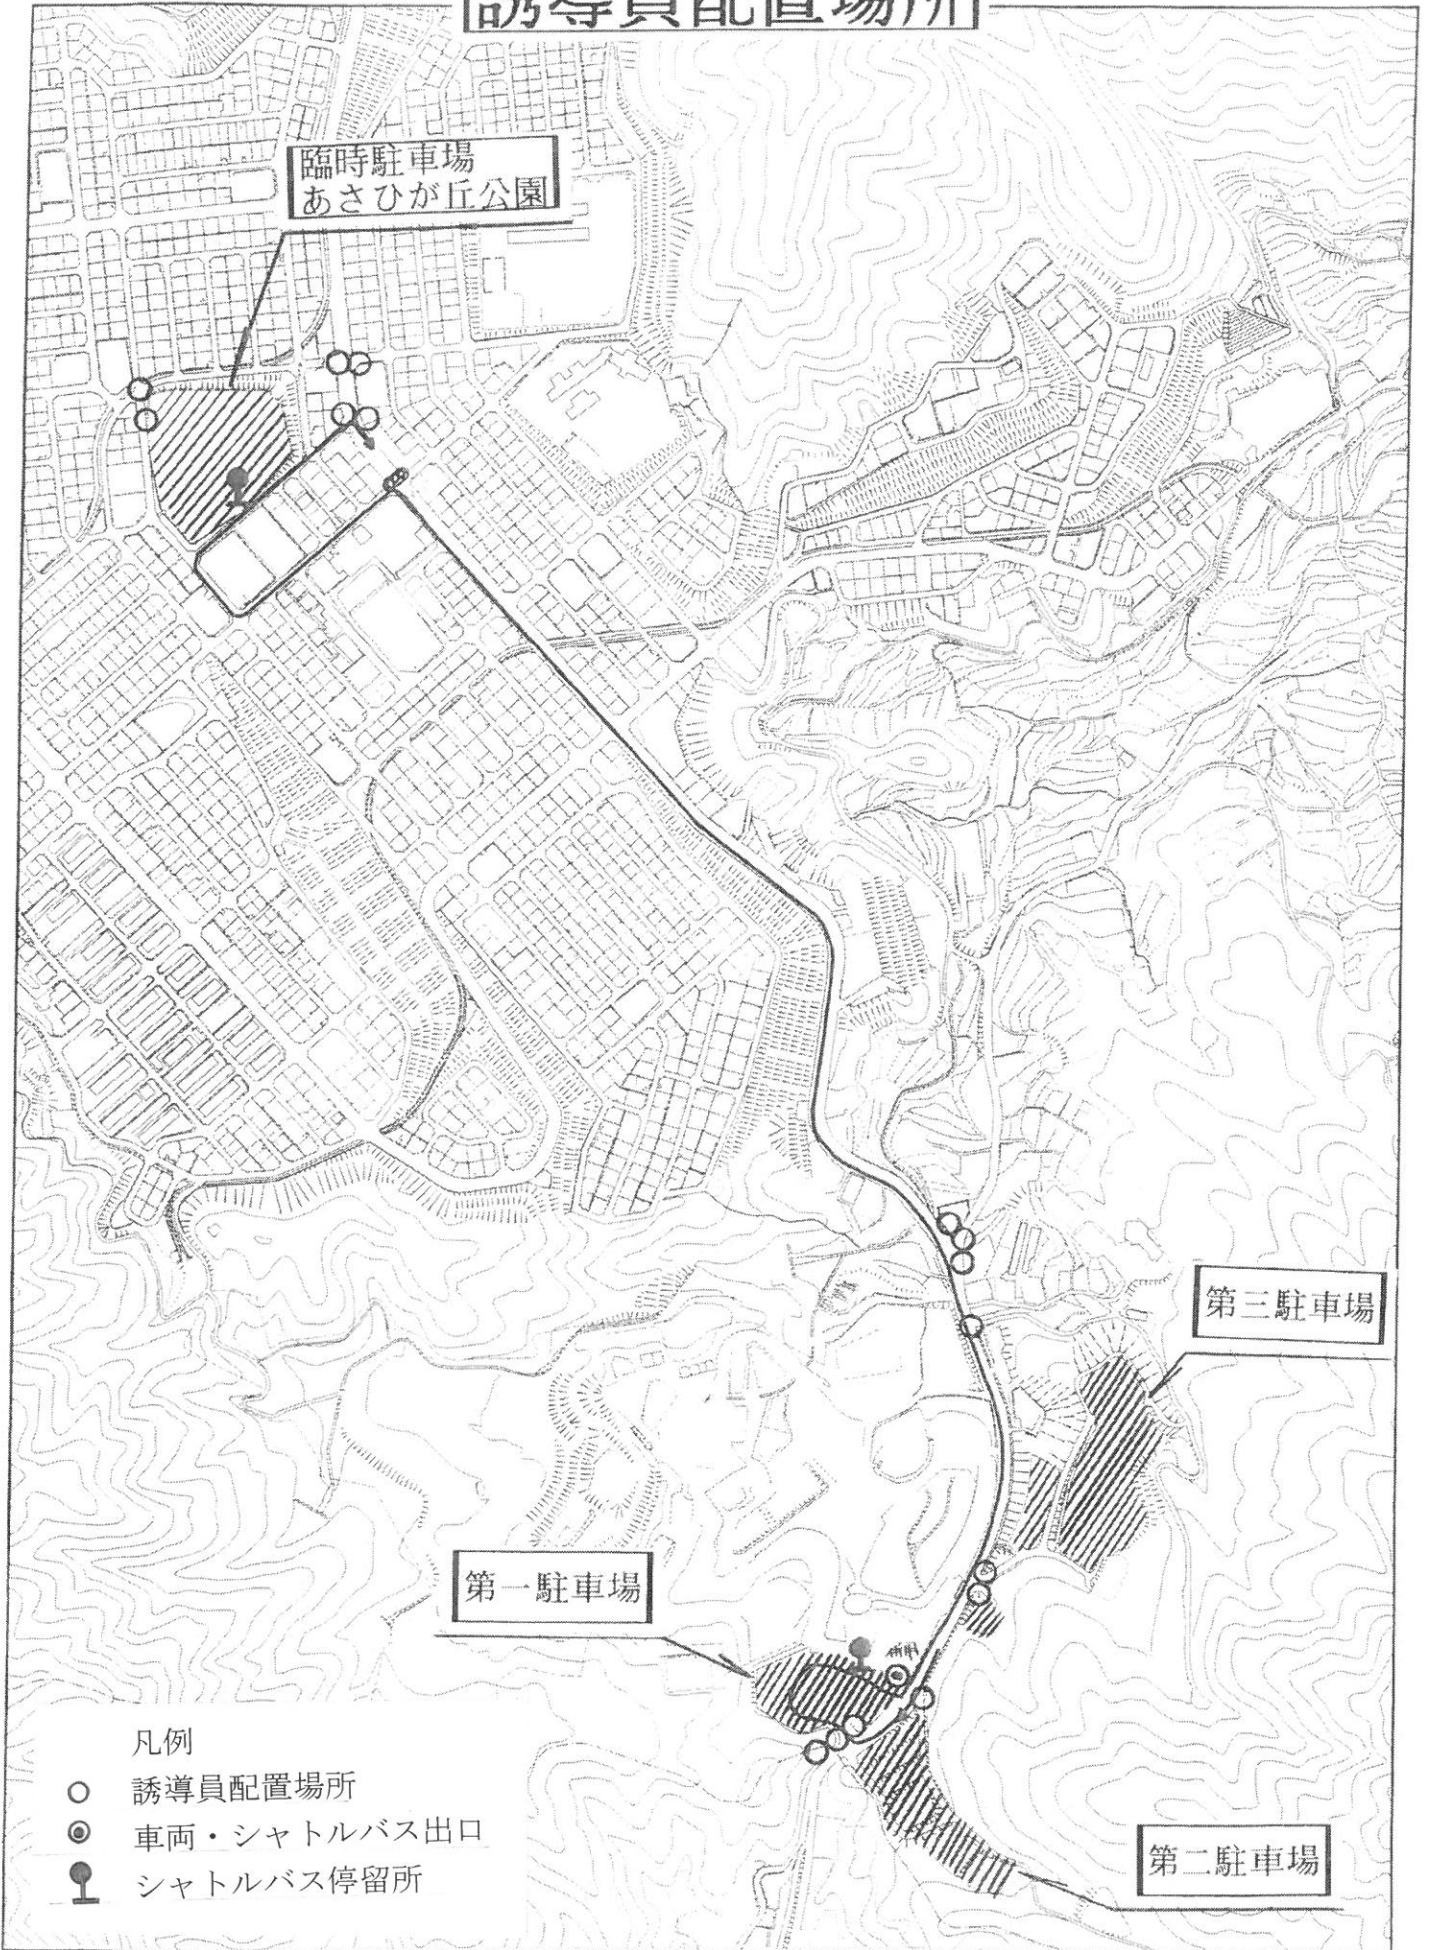 誘導員配置場所
臨時駐車場
あさひが丘公園
第三駐車場
第一駐車場
第二駐車場
凡例
誘導員配置場所
車両・シャトルバス出口
シャトルバス停留所